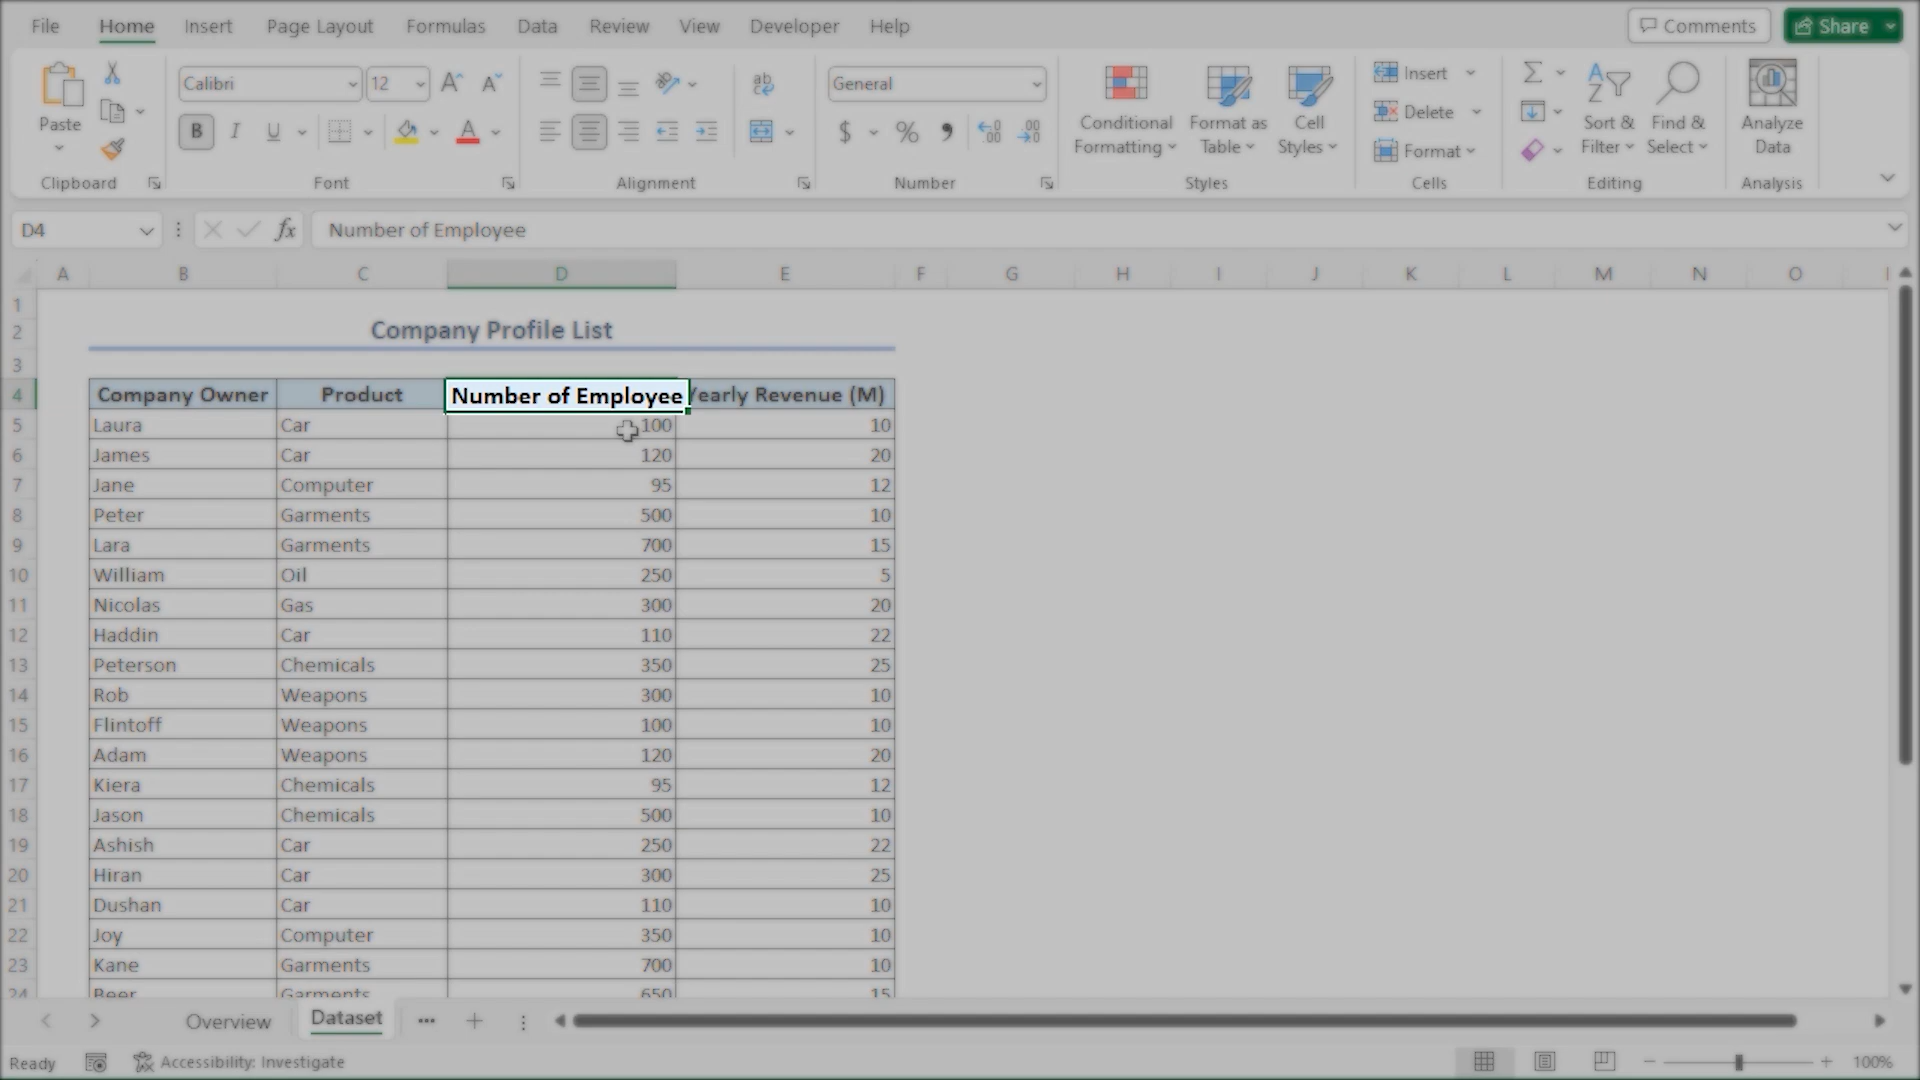 File Home Insert Page Layout Formulas Data Review View Developer Help Comments Share
Calibri 12 General
Paste
B I U A
Conditional Formatting
Format as Table
Cell Styles
Insert
Delete
Format
Sort & Filter
Find & Select
Analyze Data
Clipboard Font Alignment Number Styles Cells Editing Analysis
D4 fx Number of Employee
A B C D E F G H I J K L M N O
1
2 Company Profile List
3
4 Company Owner Product Number of Employee Yearly Revenue (M)
5 Laura Car 100 10
6 James Car 120 20
7 Jane Computer 95 12
8 Peter Garments 500 10
9 Lara Garments 700 15
10 William Oil 250 5
11 Nicolas Gas 300 20
12 Haddin Car 110 22
13 Peterson Chemicals 350 25
14 Rob Weapons 300 10
15 Flintoff Weapons 100 10
16 Adam Weapons 120 20
17 Kiera Chemicals 95 12
18 Jason Chemicals 500 10
19 Ashish Car 250 22
20 Hiran Car 300 25
21 Dushan Car 110 10
22 Joy Computer 350 10
23 Kane Garments 700 10
24 Beer Garments 650 15
Overview Dataset
Ready Accessibility: Investigate 100%